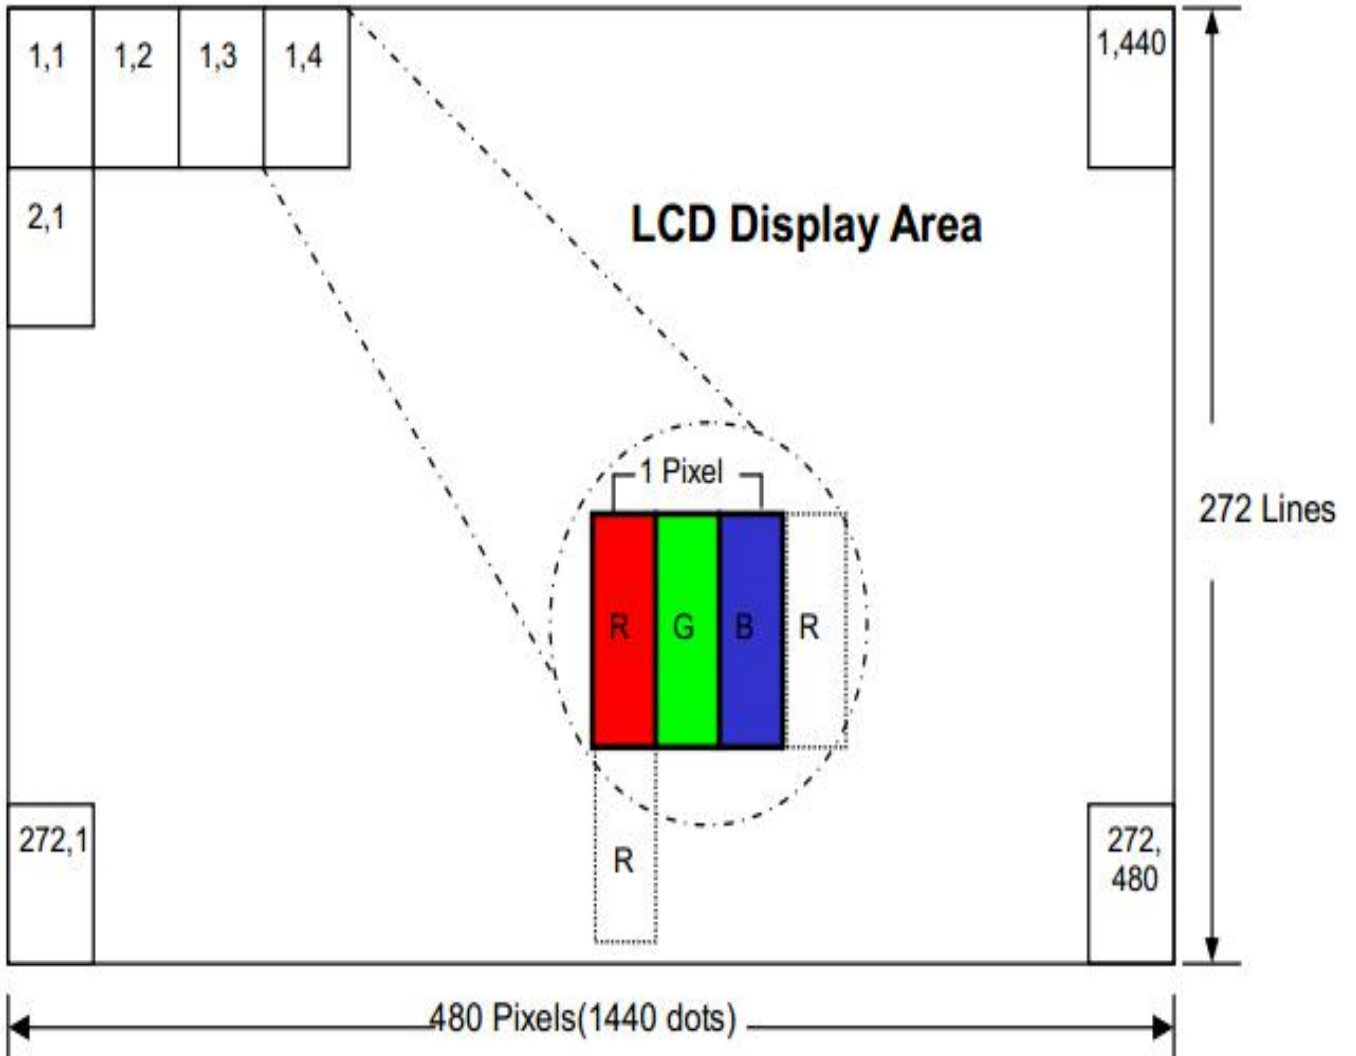 1,1 1,2 1,3 1,4 1,440
2,1
LCD Display Area
1 Pixel
272 Lines
R G B R
272,1
R
272,
480
480 Pixels(1440 dots)